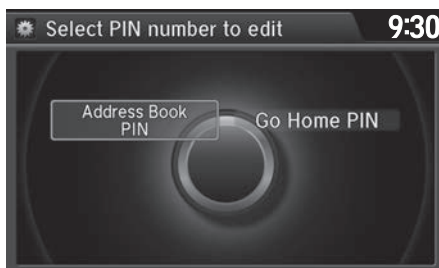 Select PIN number to edit
9:30
Address Book
PIN
Go Home PIN